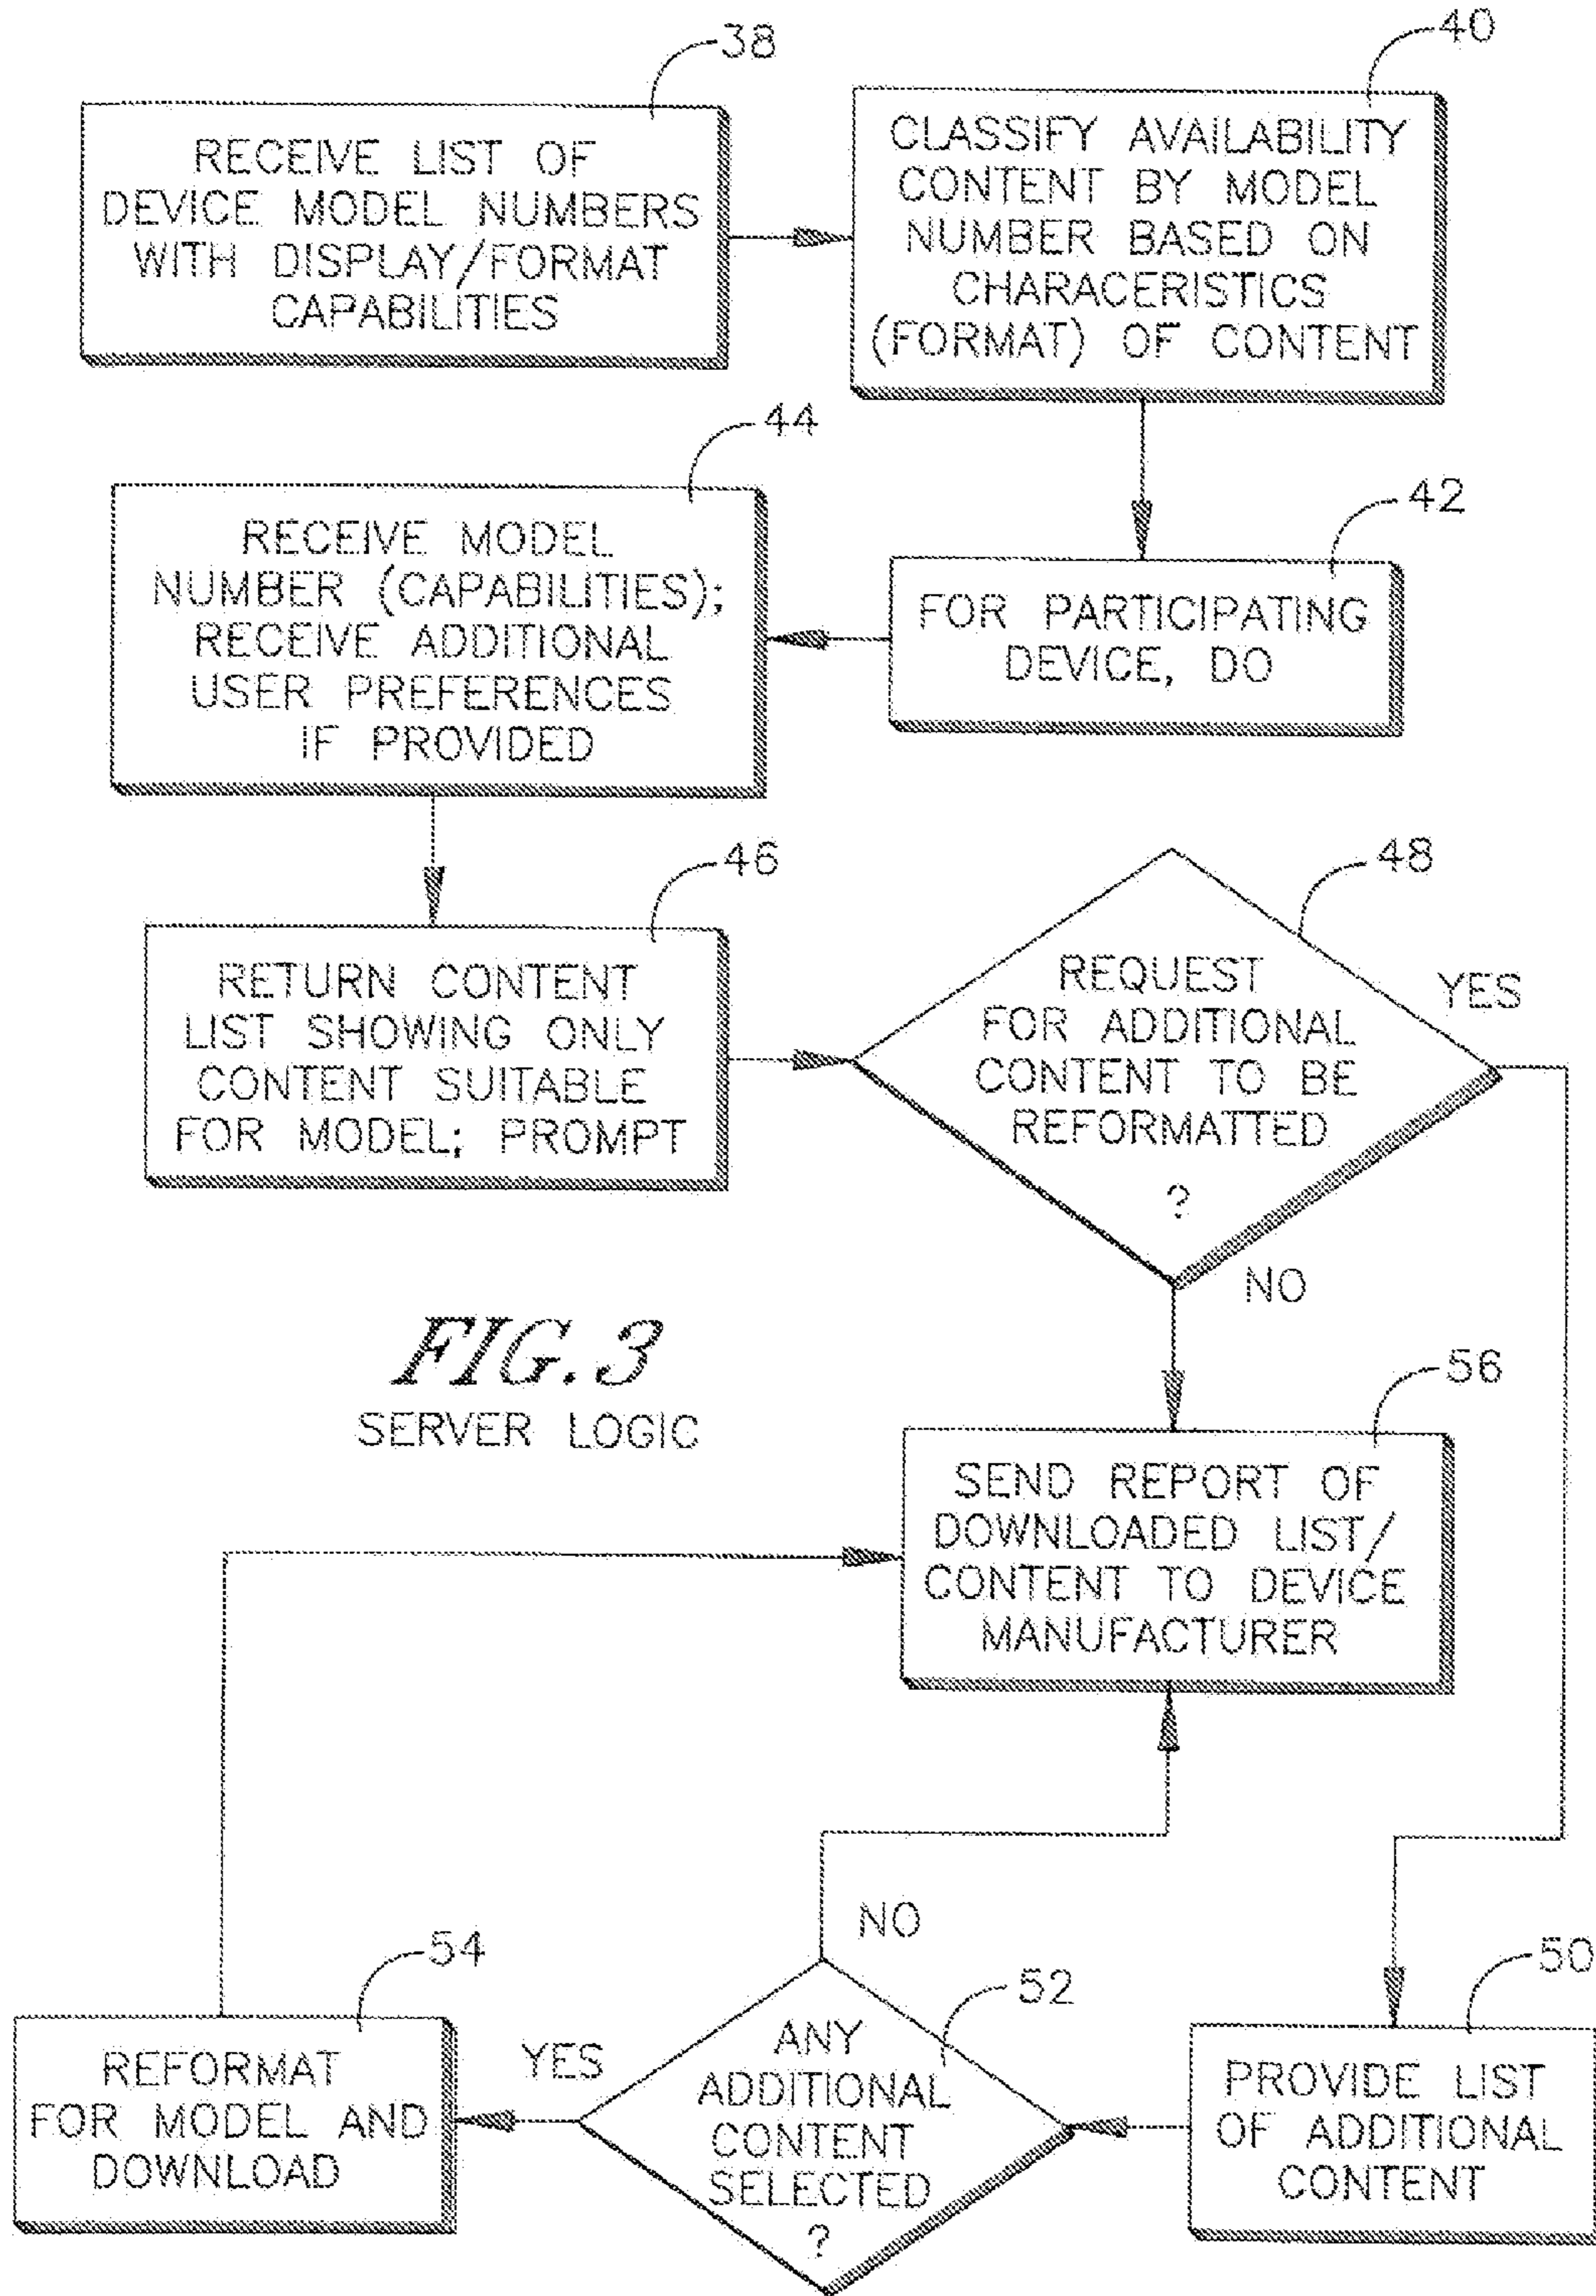 38
RECEIVE LIST OF
DEVICE MODEL NUMBERS
WITH DISPLAY/FORMAT
CAPABILITIES
40
CLASSIFY AVAILABILITY
CONTENT BY MODEL
NUMBER BASED ON
CHARACERISTICS
(FORMAT) OF CONTENT
42
FOR PARTICIPATING
DEVICE, DO
44
RECEIVE MODEL
NUMBER (CAPABILITIES);
RECEIVE ADDITIONAL
USER PREFERENCES
IF PROVIDED
46
RETURN CONTENT
LIST SHOWING ONLY
CONTENT SUITABLE
FOR MODEL; PROMPT
48
REQUEST
FOR ADDITIONAL
CONTENT TO BE
REFORMATTED
?
YES
NO
FIG. 3
SERVER LOGIC
56
SEND REPORT OF
DOWNLOADED LIST/
CONTENT TO DEVICE
MANUFACTURER
50
PROVIDE LIST
OF ADDITIONAL
CONTENT
52
ANY
ADDITIONAL
CONTENT
SELECTED
?
NO
YES
54
REFORMAT
FOR MODEL AND
DOWNLOAD